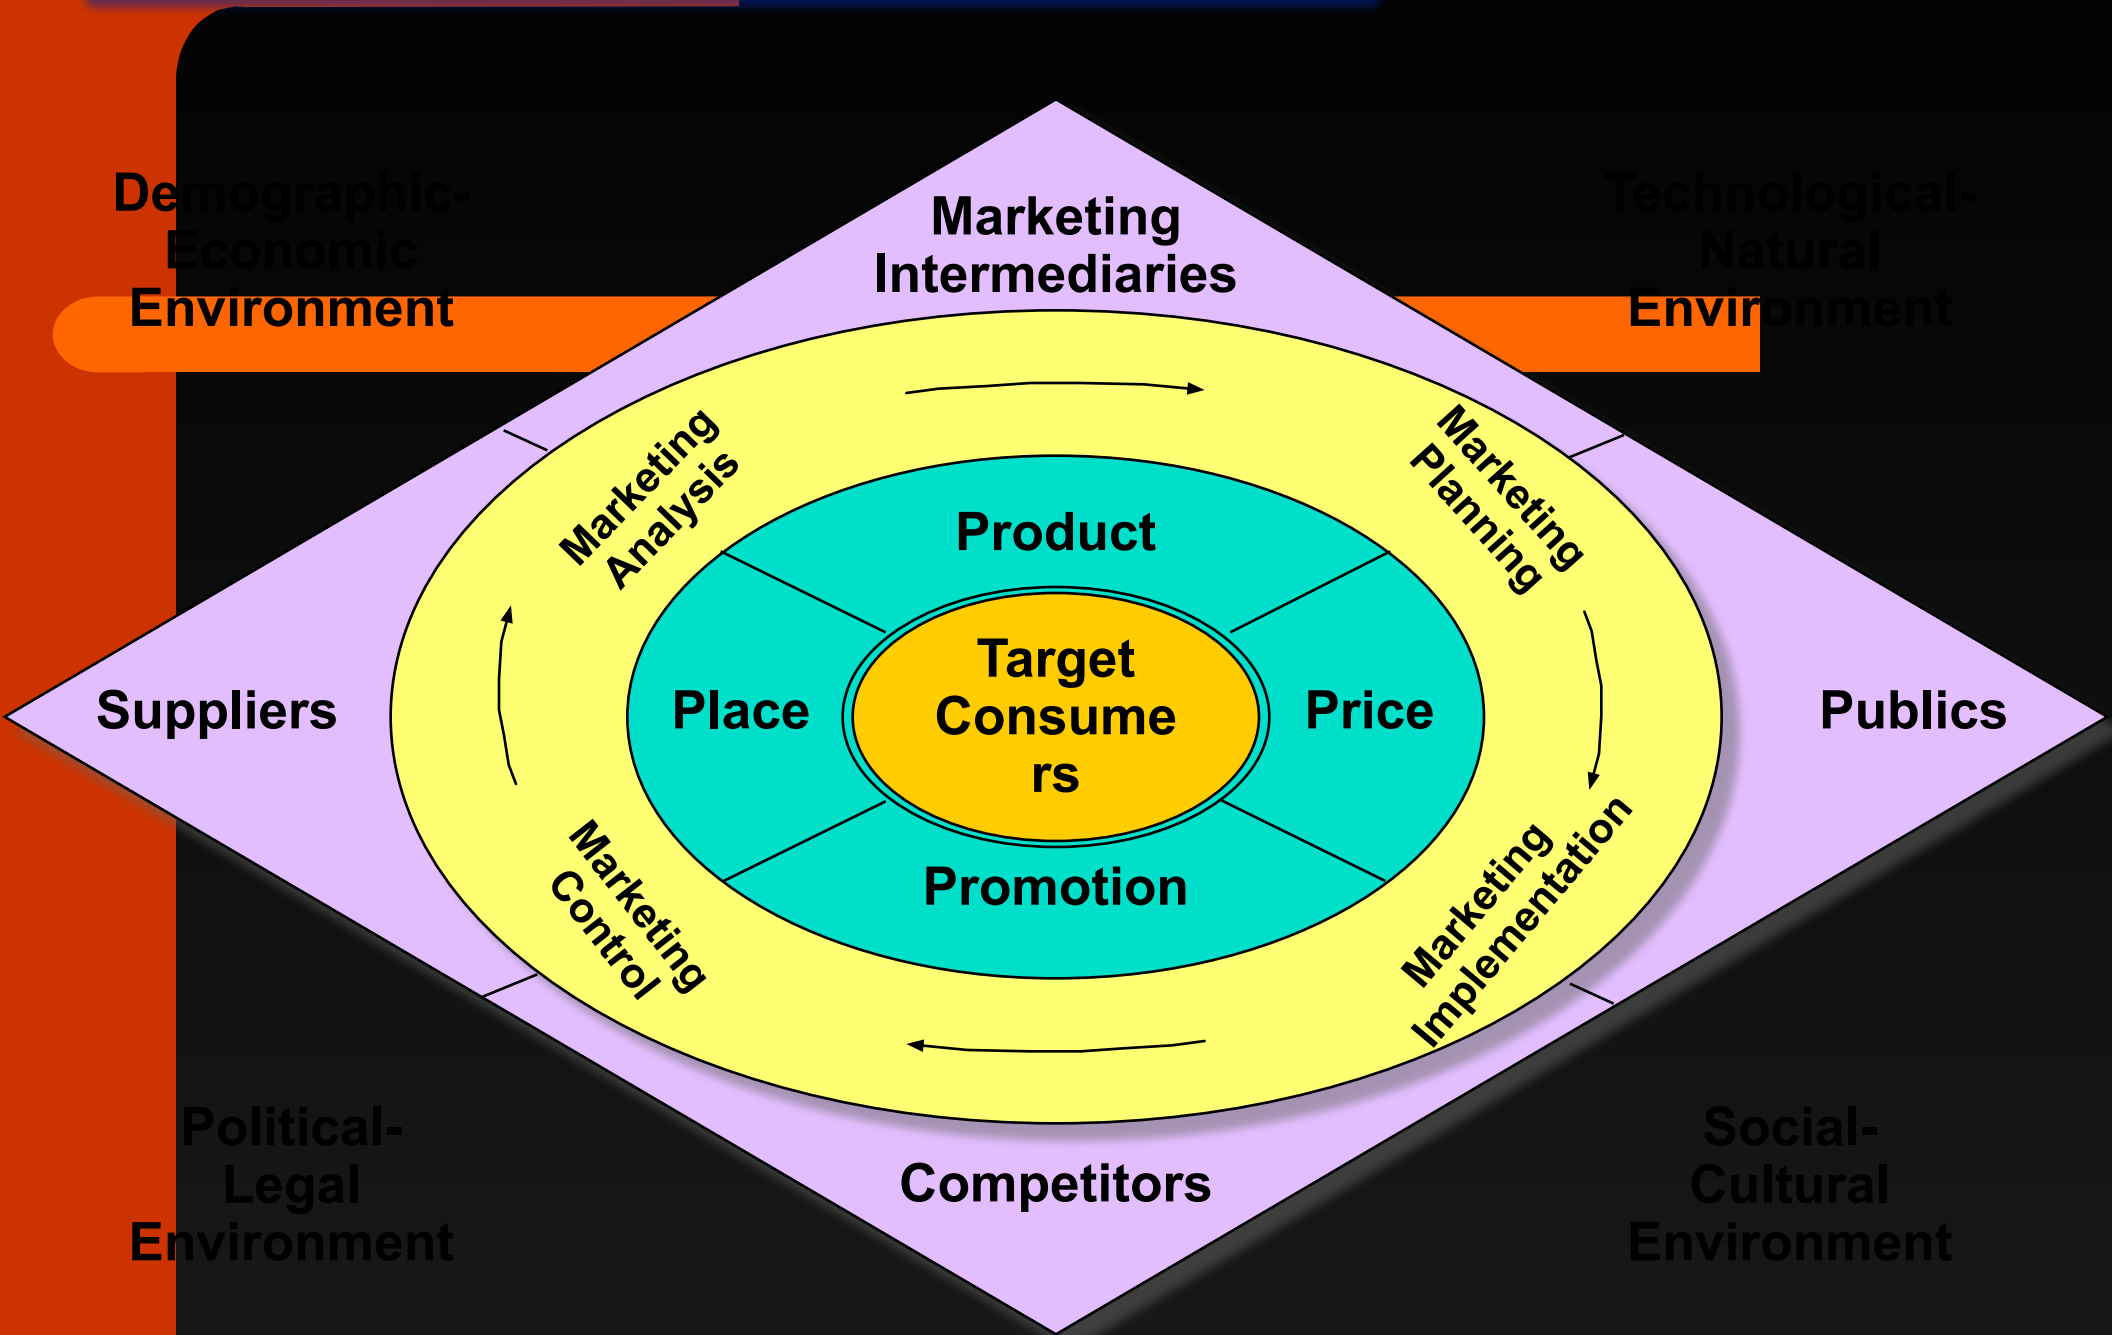 Demographic-
Economic
Environment
Marketing
Intermediaries
Technological-
Natural
Environment
Marketing
Analysis
Marketing
Planning
Product
Suppliers
Place
Target
Consume
rs
Price
Publics
Promotion
Marketing
Control
Marketing
Implementation
Political-
Legal
Environment
Competitors
Social-
Cultural
Environment